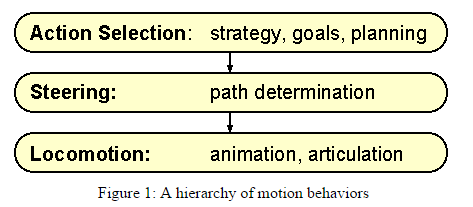 Action Selection: strategy, goals, planning
Steering: path determination
Locomotion: animation, articulation
Figure 1: A hierarchy of motion behaviors